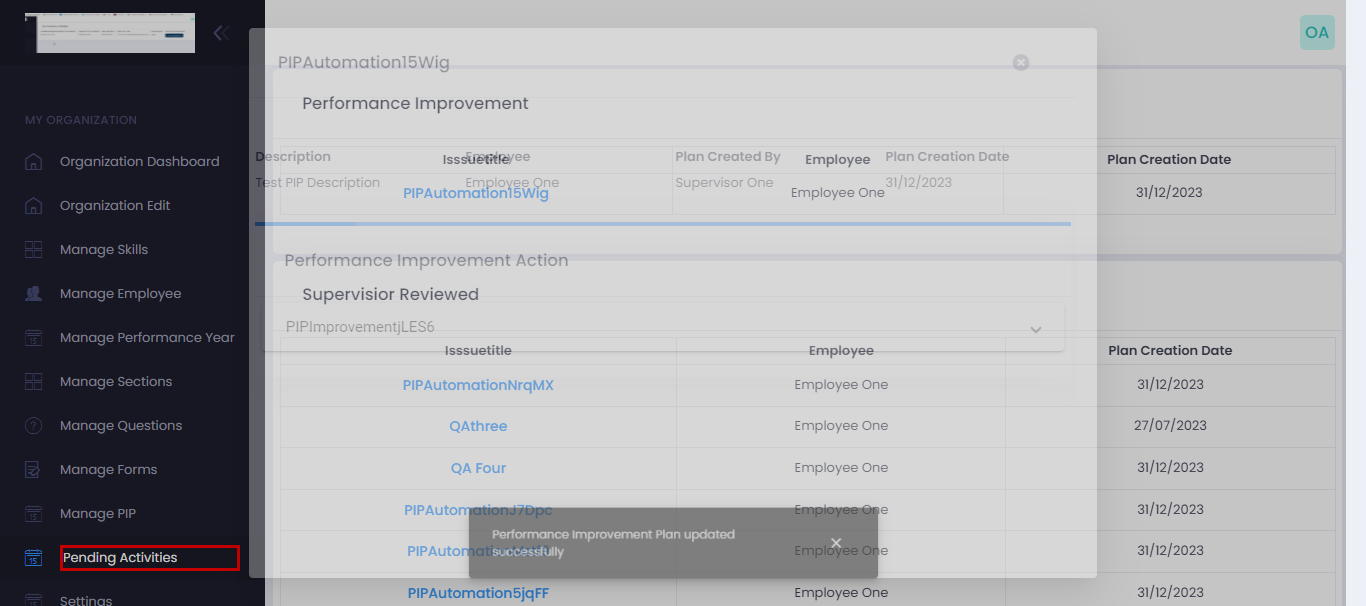 OA
PIPAutomation15Wig
Performance Improvement
MY ORGANIZATION
Organization Dashboard
Organization Edit
Manage Skills
Manage Employee
Manage Performance Year
Manage Sections
Manage Questions
Manage Forms
Manage PIP
Pending Activities
Settings
Description Employee Plan Created By Plan Creation Date
Test PIP Description Employee One Supervisor One 31/12/2023
Isssuetitle Employee Plan Creation Date
PIPAutomation15Wig Employee One 31/12/2023
Performance Improvement Action
Supervisior Reviewed
PIPImprovementjLES6
Isssuetitle Employee Plan Creation Date
PIPAutomationNrqMX Employee One 31/12/2023
QAthree Employee One 27/07/2023
QA Four Employee One 31/12/2023
PIPAutomationJ7Dpc Employee One 31/12/2023
Performance Improvement Plan updated
successfully
Employee One 31/12/2023
PIPAutomation5jqFF Employee One 31/12/2023